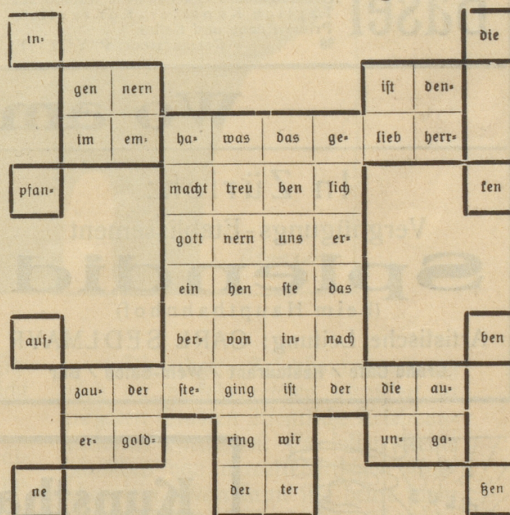 in- die
gen nern ist den-
im em- ha- was das ge- lieb herr-
pfan- macht treu ben lich ken
gott nern uns er-
ein hen ste das
auf- ber- von in- nach ben
zau- der ste- ging ist der die au-
er- gold- ring wir un- ga-
ne der ter ßen